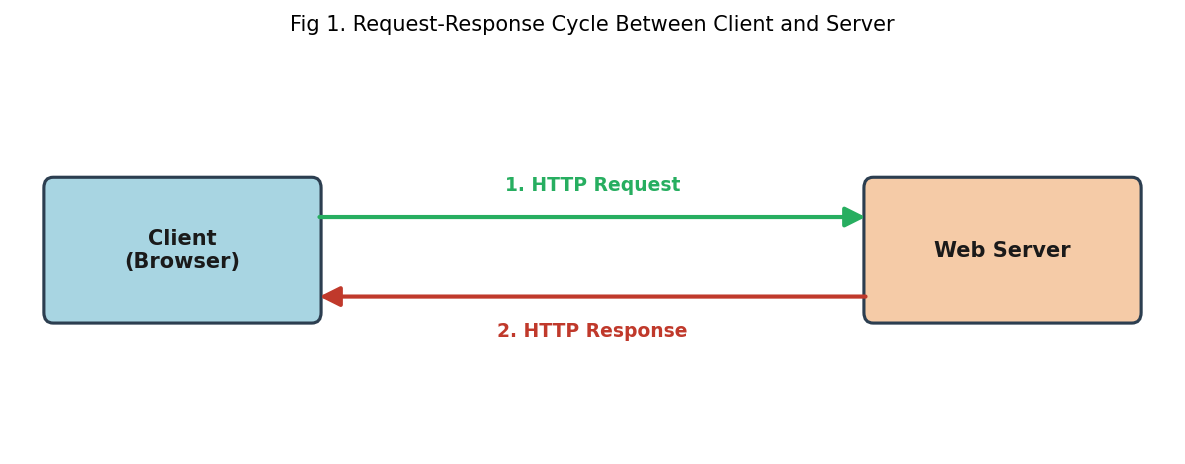 Fig 1. Request-Response Cycle Between Client and Server
1. HTTP Request
Client
(Browser)
Web Server
2. HTTP Response